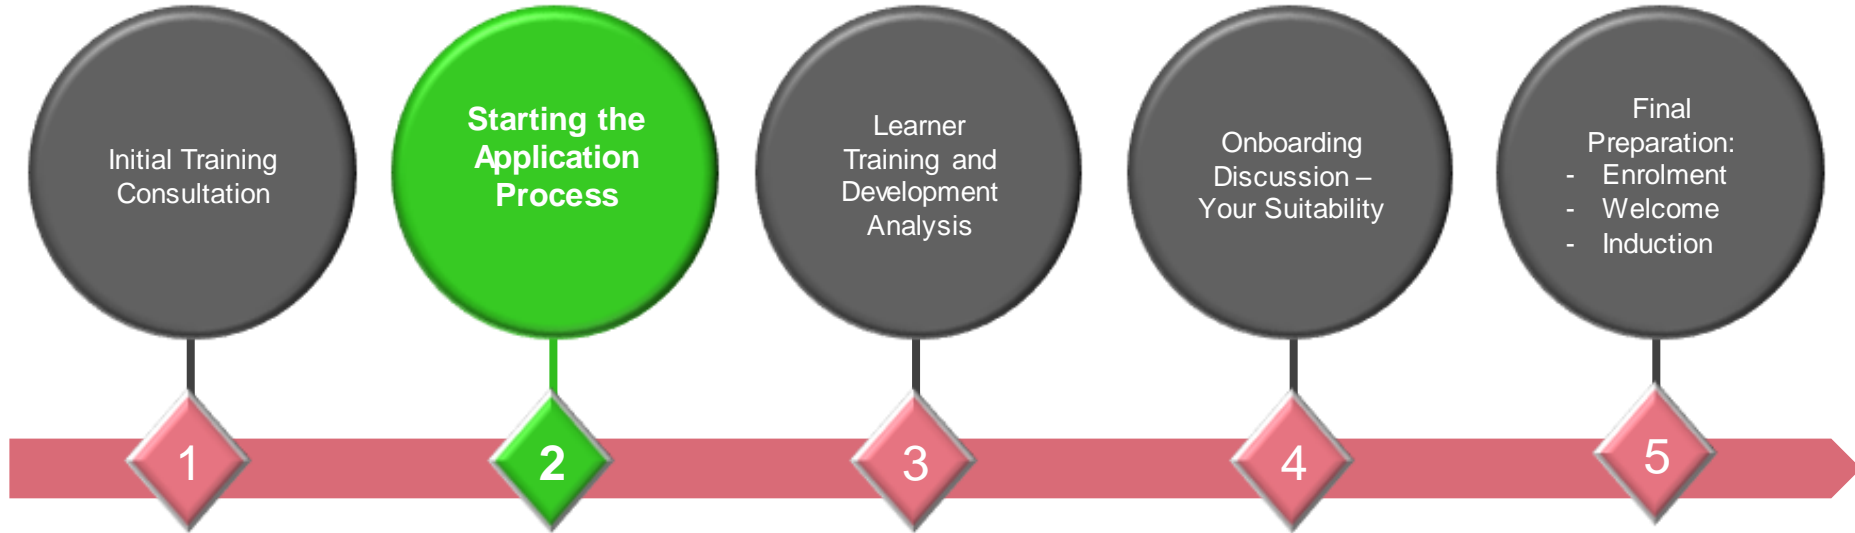 Initial Training
Consultation
Starting the
Application
Process
Learner
Training and
Development
Analysis
Onboarding
Discussion –
Your Suitability
Final
Preparation:
- Enrolment
- Welcome
- Induction
1
2
3
4
5